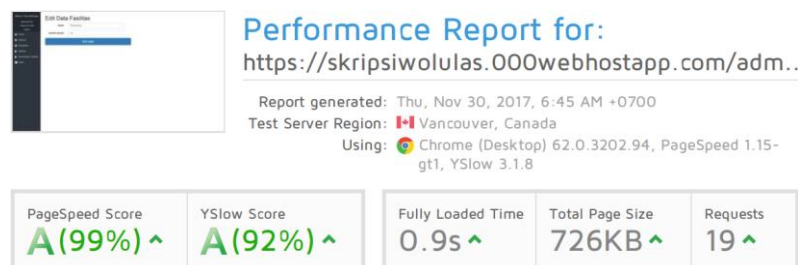 Edit Data Fasilitas
Performance Report for:
https://skripsiwolulas.000webhostapp.com/adm..
Report generated: Thu, Nov 30, 2017, 6:45 AM +0700
Test Server Region: Vancouver, Canada
Using: Chrome (Desktop) 62.0.3202.94, PageSpeed 1.15-
gt1, YSlow 3.1.8
PageSpeed Score
A(99%)
YSlow Score
A(92%)
Fully Loaded Time
0.9s
Total Page Size
726KB
Requests
19